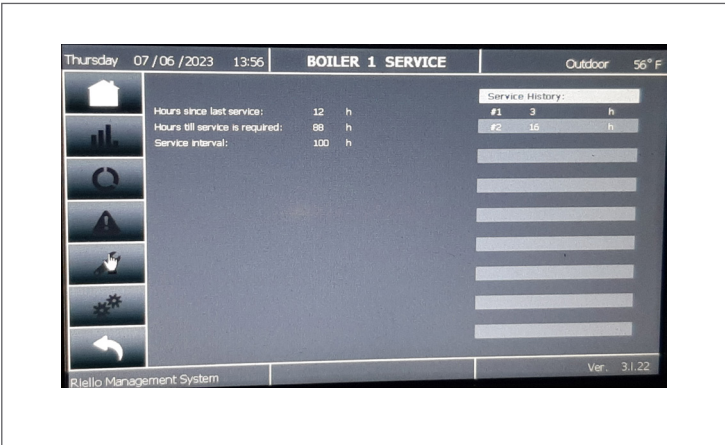 Thursday 07 / 06 / 2023 13:56 BOILER 1 SERVICE Outdoor 56° F
Hours since last service: 12 h
Hours till service is required: 88 h
Service interval: 100 h
Service History:
#1 3 h
#2 16 h
Riello Management System
Ver. 3.1.22